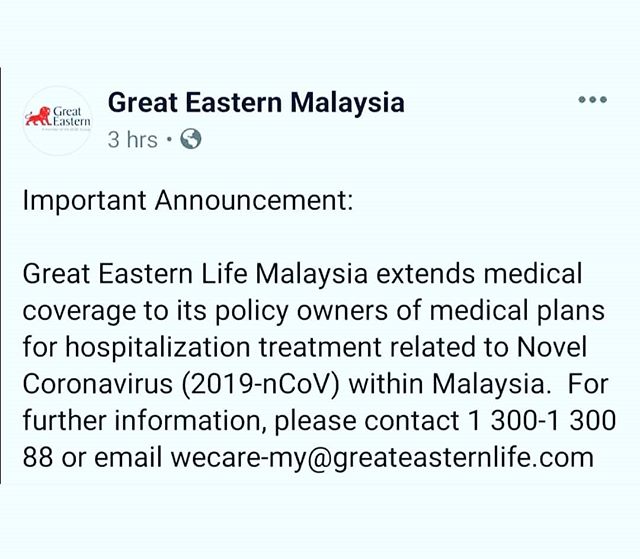 Great
Eastern
Great Eastern Malaysia
3 hrs
Important Announcement:
Great Eastern Life Malaysia extends medical
coverage to its policy owners of medical plans
for hospitalization treatment related to Novel
Coronavirus (2019-nCoV) within Malaysia.  For
further information, please contact 1 300-1 300
88 or email wecare-my@greateasternlife.com